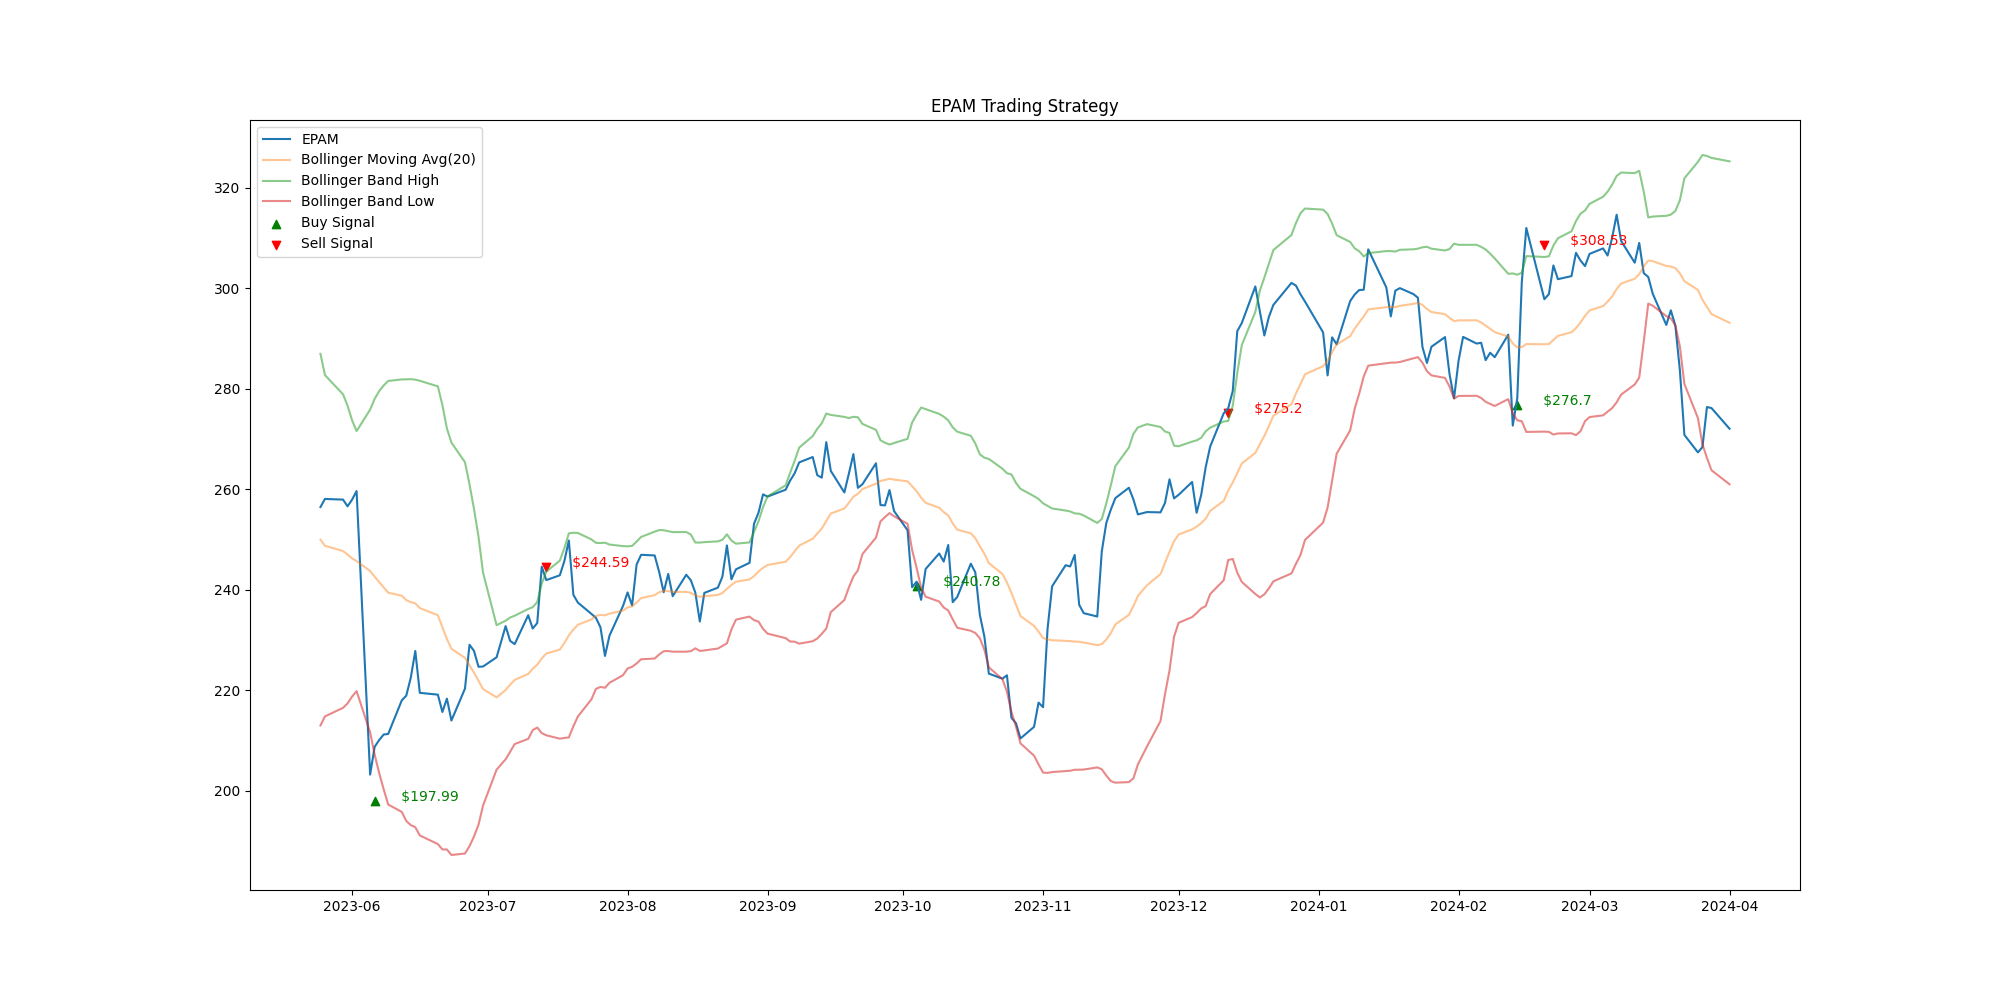 EPAM Trading Strategy
EPAM
Bollinger Moving Avg(20)
Bollinger Band High
Bollinger Band Low
Buy Signal
Sell Signal
320
300
280
260
240
220
200
$308.53
$275.2
$276.7
$244.59
$240.78
$197.99
2023-06 2023-07 2023-08 2023-09 2023-10 2023-11 2023-12 2024-01 2024-02 2024-03 2024-04